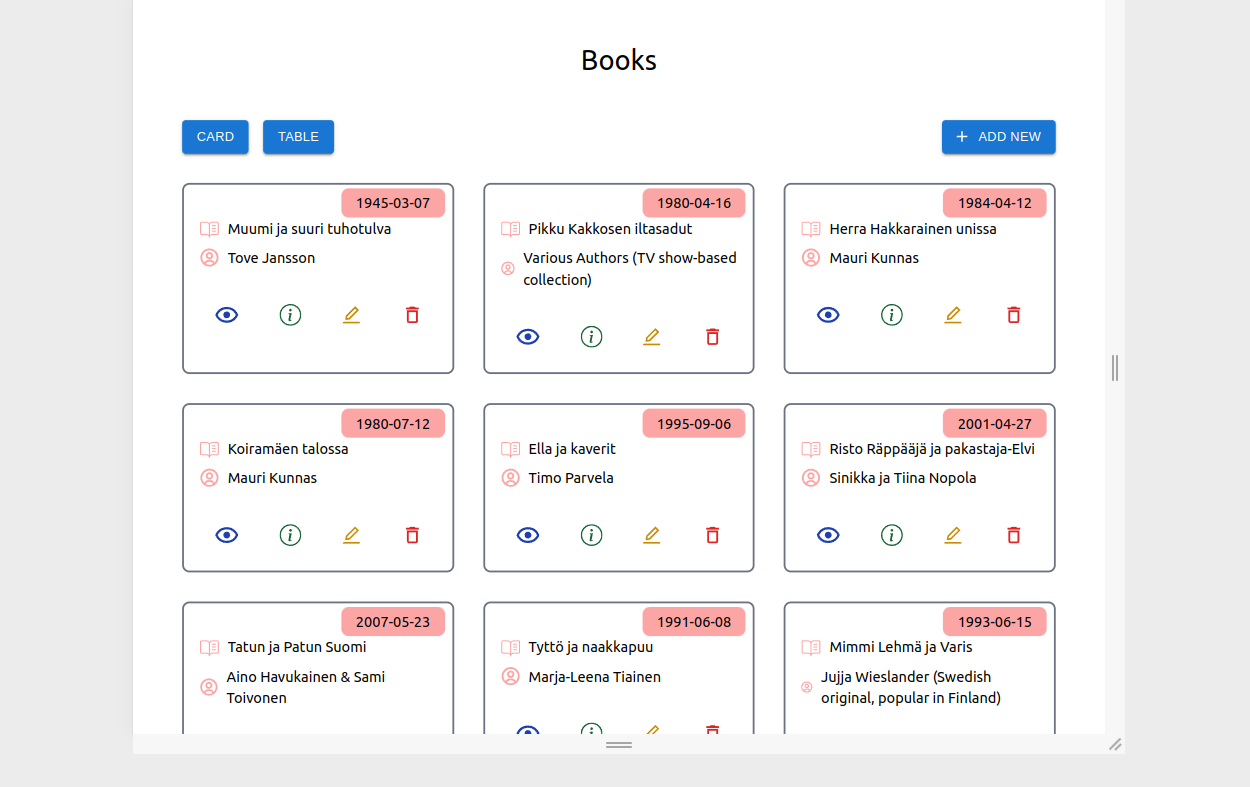 Books
CARD
TABLE
ADD NEW
1945-03-07
Muumi ja suuri tuhotulva
Tove Jansson
1980-04-16
Pikku Kakkosen iltasadut
Various Authors (TV show-based
collection)
1984-04-12
Herra Hakkarainen unissa
Mauri Kunnas
1980-07-12
Koiramäen talossa
Mauri Kunnas
1995-09-06
Ella ja kaverit
Timo Parvela
2001-04-27
Risto Räppääjä ja pakastaja-Elvi
Sinikka ja Tiina Nopola
2007-05-23
Tatun ja Patun Suomi
Aino Havukainen & Sami
Toivonen
1991-06-08
Tyttö ja naakkapuu
Marja-Leena Tiainen
1993-06-15
Mimmi Lehmä ja Varis
Jujja Wieslander (Swedish
original, popular in Finland)